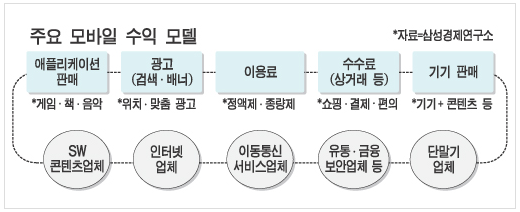 주요 모바일 수익 모델
*자료=삼성경제연구소
애플리케이션
판매
광고
(검색·배너)
이용료
수수료
(상거래 등)
기기 판매
*게임·책·음악
*위치·맞춤 광고
*정액제·종량제
*쇼핑·결제·편의
*기기+콘텐츠 등
SW
콘텐츠업체
인터넷
업체
이동통신
서비스업체
유통·금융
보안업체 등
단말기
업체